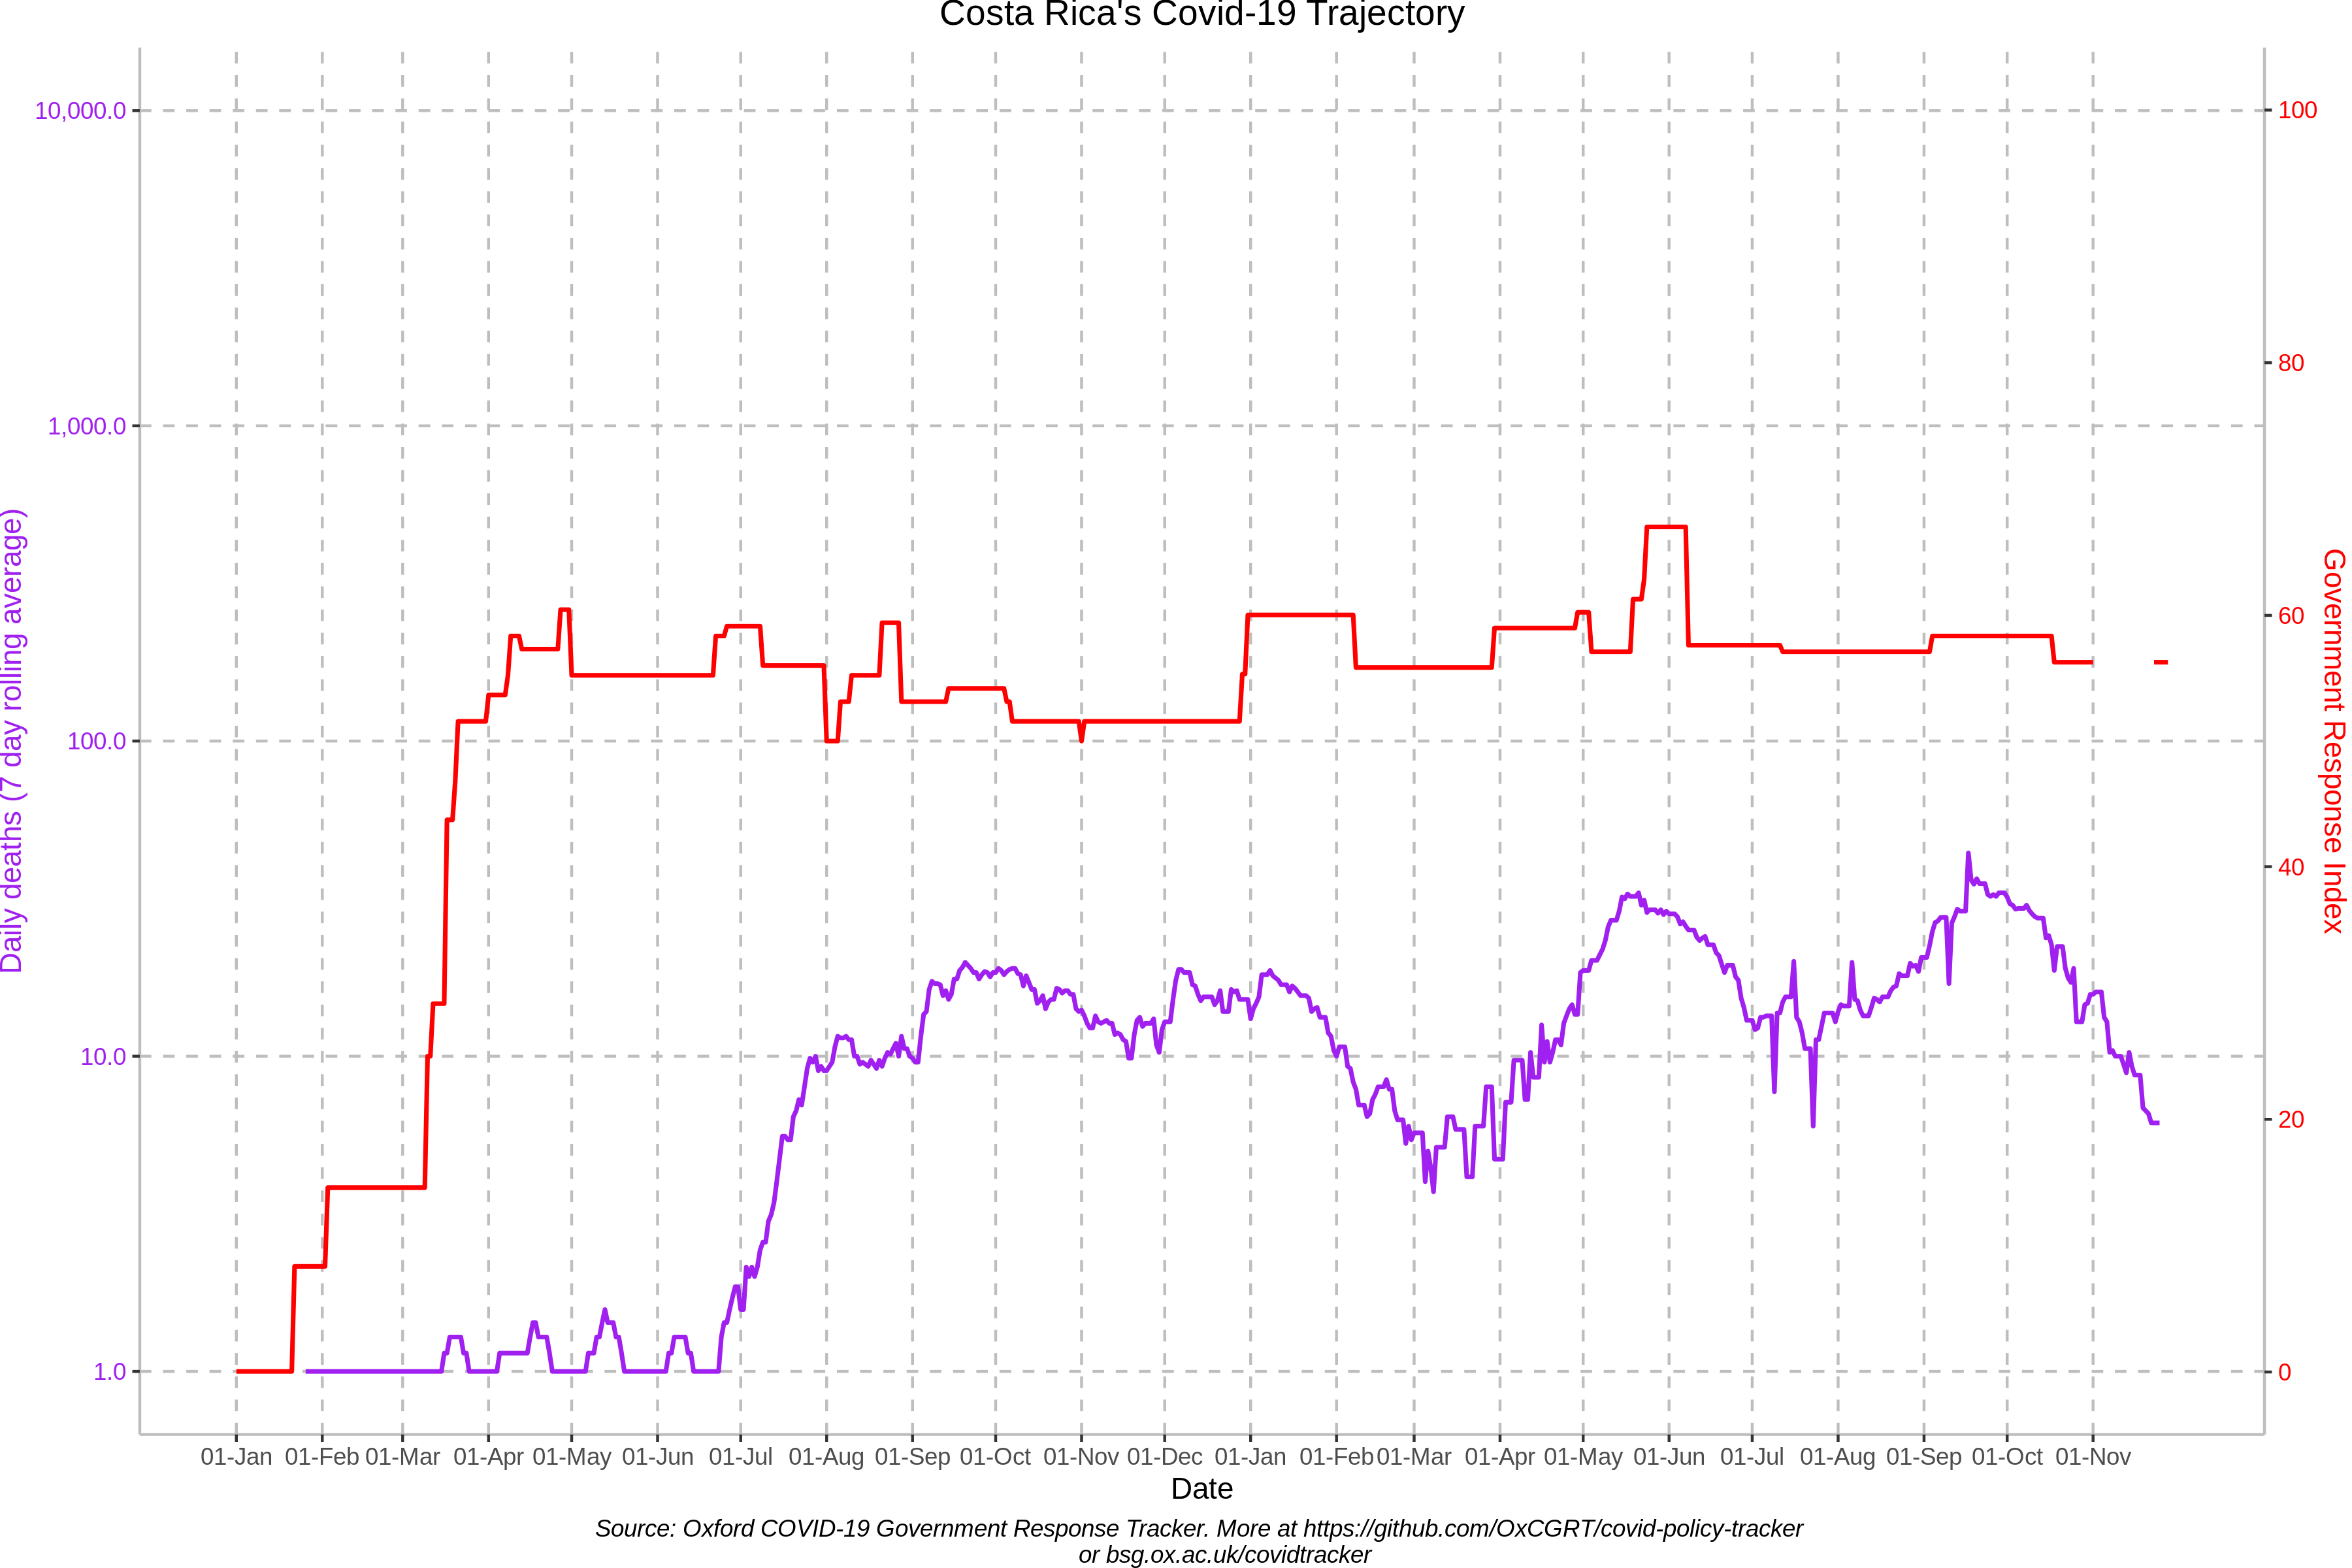 Costa Rica's Covid-19 Trajectory
10,000.0
1,000.0
100.0
10.0
1.0
Daily deaths (7 day rolling average)
100
80
60
40
20
0
Government Response Index
01-Jan 01-Feb 01-Mar 01-Apr 01-May 01-Jun 01-Jul 01-Aug 01-Sep 01-Oct 01-Nov 01-Dec 01-Jan 01-Feb 01-Mar 01-Apr 01-May 01-Jun 01-Jul 01-Aug 01-Sep 01-Oct 01-Nov
Date
Source: Oxford COVID-19 Government Response Tracker. More at https://github.com/OxCGRT/covid-policy-tracker
or bsg.ox.ac.uk/covidtracker